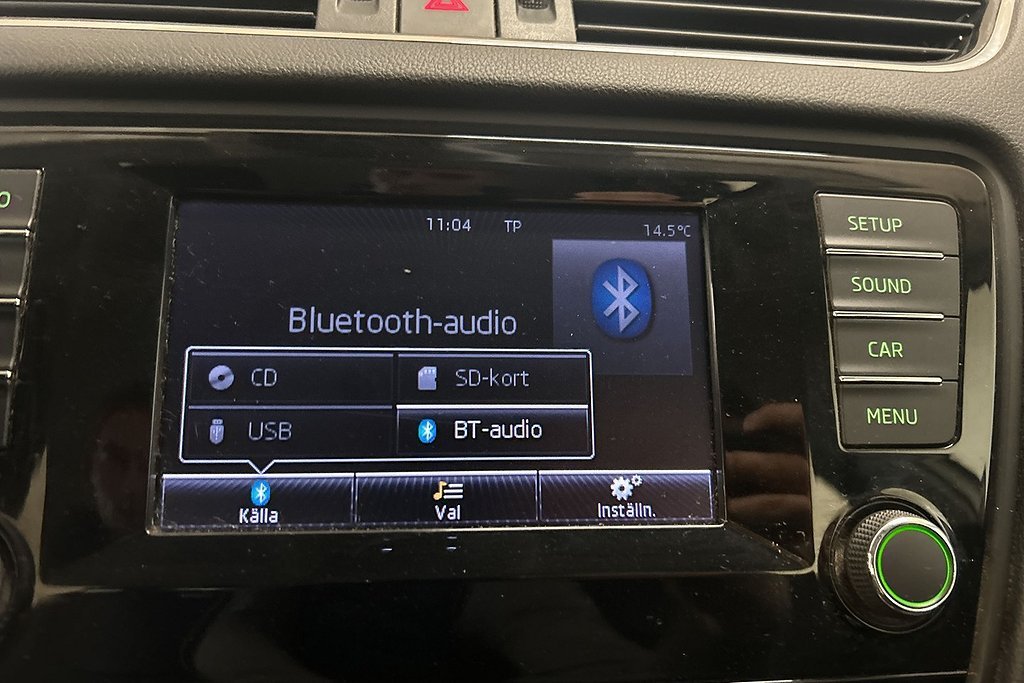 11:04 TP 14.5°C
Bluetooth-audio
CD SD-kort
USB BT-audio
Källa Val Inställn.
SETUP
SOUND
CAR
MENU